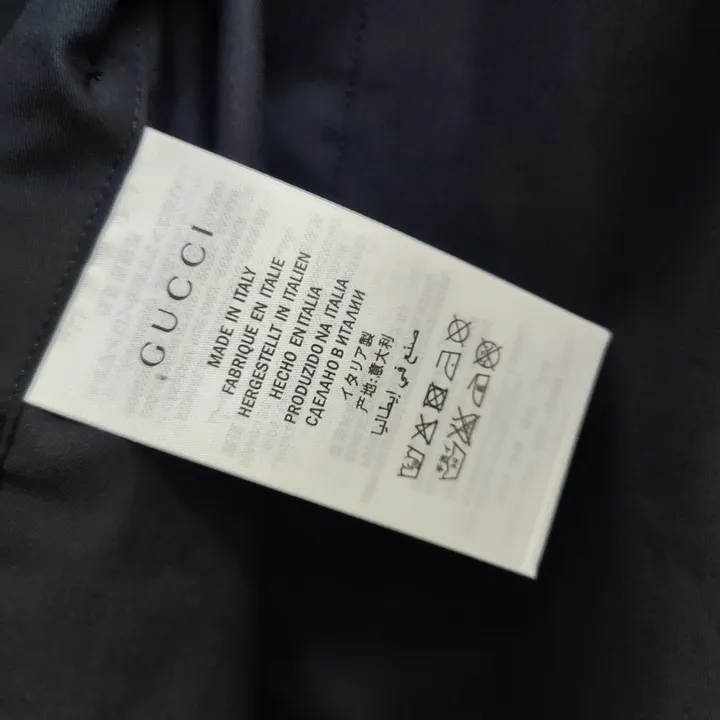 GUCCI
MADE IN ITALY
FABRIQUE EN ITALIE
HERGESTELLT IN ITALIEN
HECHO EN ITALIA
PRODUZIDO NA ITALIA
СДЕЛАНО В ИТАЛИИ
イタリア製
产地:意大利
صنع في إيطاليا